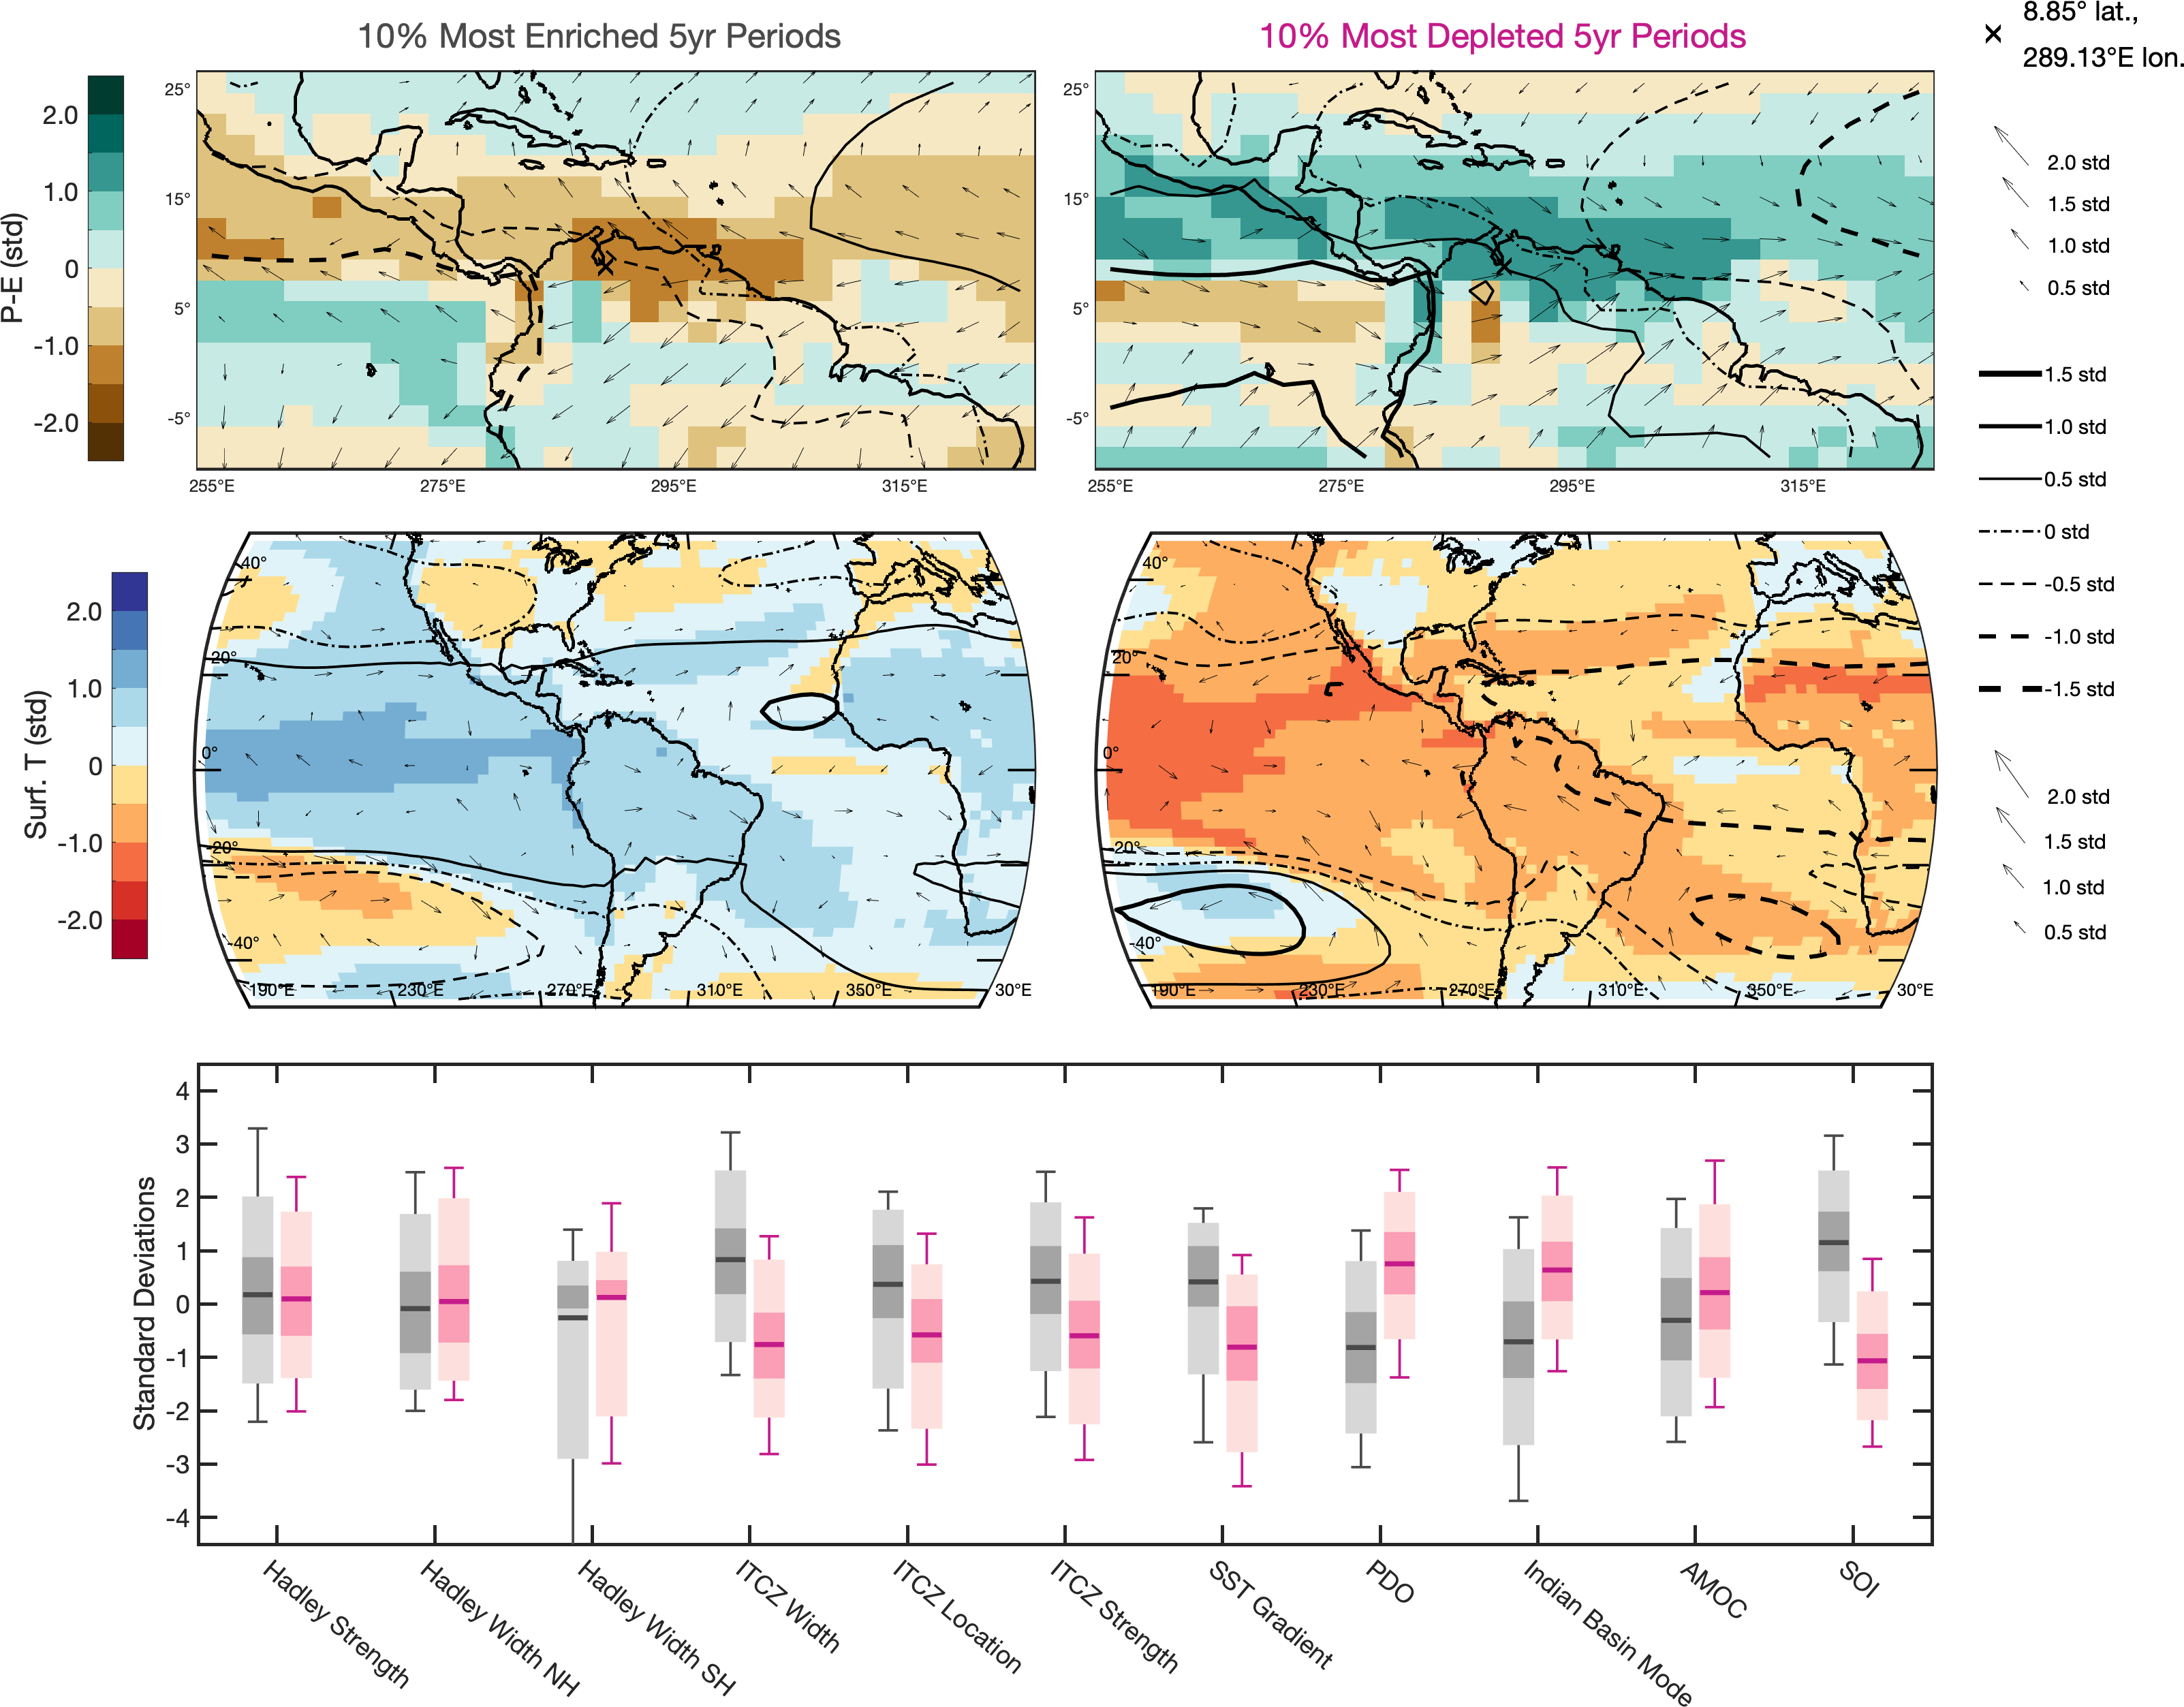 10% Most Enriched 5yr Periods
10% Most Depleted 5yr Periods
8.85° lat.,
289.13°E lon.
P-E (std)
2.0
1.0
0
-1.0
-2.0
25°
15°
5°
-5°
255°E
275°E
295°E
315°E
25°
15°
5°
-5°
255°E
275°E
295°E
315°E
2.0 std
1.5 std
1.0 std
0.5 std
1.5 std
1.0 std
0.5 std
0 std
-0.5 std
-1.0 std
-1.5 std
Surf. T (std)
2.0
1.0
0
-1.0
-2.0
40°
20°
0°
-20°
-40°
190°E
230°E
270°E
310°E
350°E
30°E
40°
20°
0°
-20°
-40°
190°E
230°E
270°E
310°E
350°E
30°E
2.0 std
1.5 std
1.0 std
0.5 std
Standard Deviations
4
3
2
1
0
-1
-2
-3
-4
Hadley Strength
Hadley Width NH
Hadley Width SH
ITCZ Width
ITCZ Location
ITCZ Strength
SST Gradient
PDO
Indian Basin Mode
AMOC
SOI